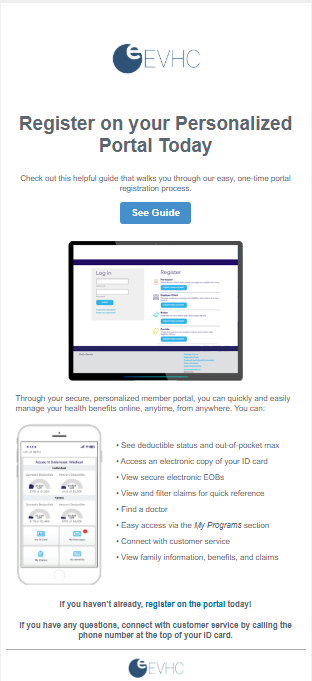 eEVHC
Register on your Personalized
Portal Today
Check out this helpful guide that walks you through our easy, one-time portal
registration process.
See Guide
Log in
Register
Through your secure, personalized member portal, you can quickly and easily
manage your health benefits online, anytime, from anywhere. You can:
• See deductible status and out-of-pocket max
• Access an electronic copy of your ID card
• View secure electronic EOBs
• View and filter claims for quick reference
• Find a doctor
• Easy access via the My Programs section
• Connect with customer service
• View family information, benefits, and claims
If you haven't already, register on the portal today!
If you have any questions, connect with customer service by calling the
phone number at the top of your ID card.
eEVHC